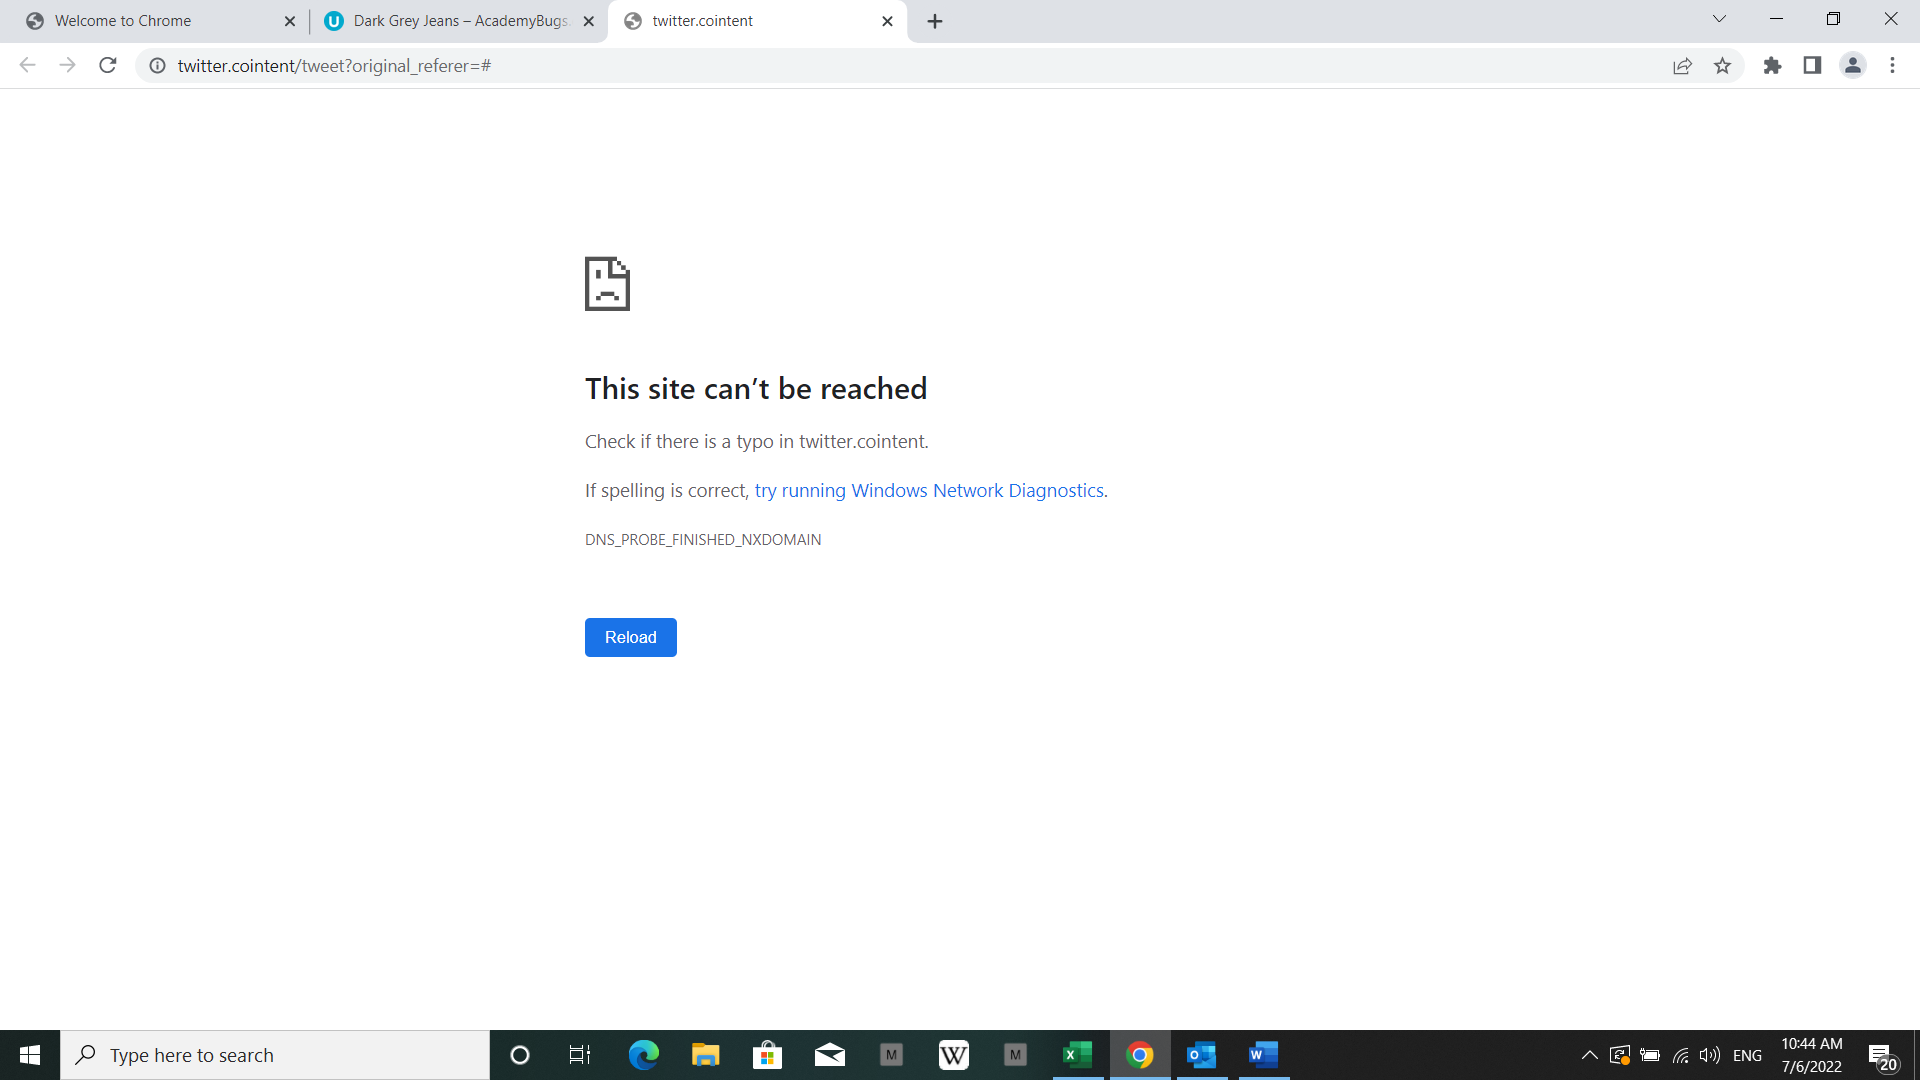 Welcome to Chrome
Dark Grey Jeans – AcademyBugs.
twitter.cointent
twitter.cointent/tweet?original_referer=#
This site can’t be reached
Check if there is a typo in twitter.cointent.
If spelling is correct, try running Windows Network Diagnostics.
DNS_PROBE_FINISHED_NXDOMAIN
Reload
Type here to search
M
W
M
X
O
W
ENG
10:44 AM
7/6/2022
20